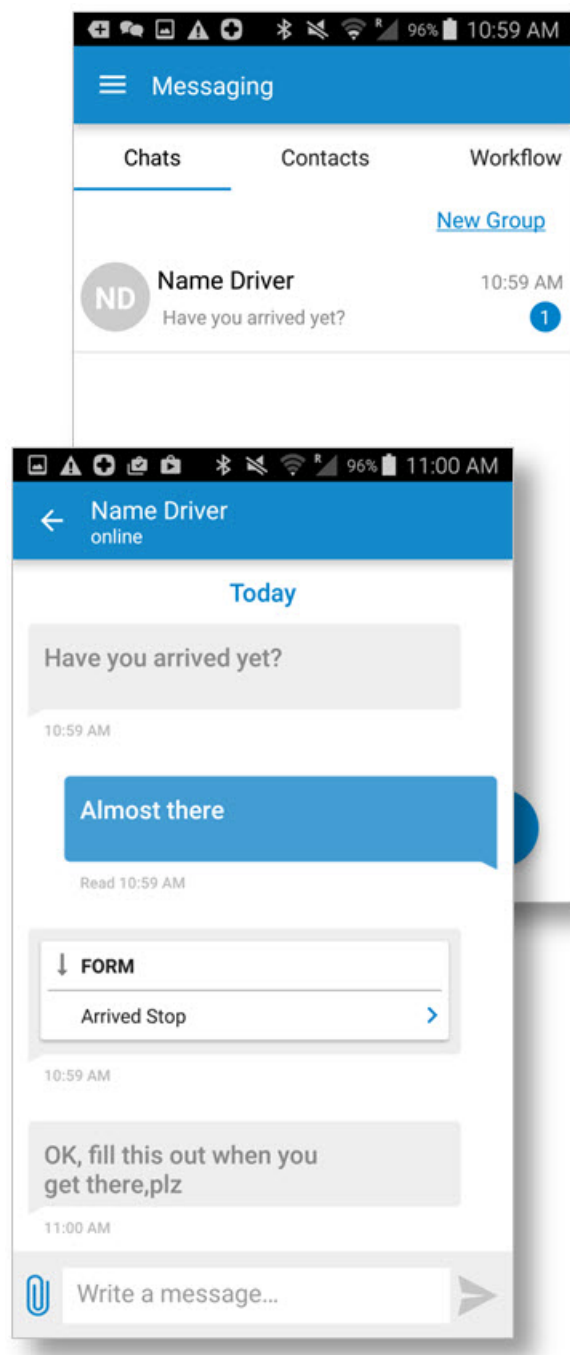 R 96% 10:59 AM
Messaging
Chats Contacts Workflow
New Group
ND Name Driver 10:59 AM
Have you arrived yet? 1
R 96% 11:00 AM
Name Driver
online
Today
Have you arrived yet?
10:59 AM
Almost there
Read 10:59 AM
FORM
Arrived Stop
10:59 AM
OK, fill this out when you
get there,plz
11:00 AM
Write a message...